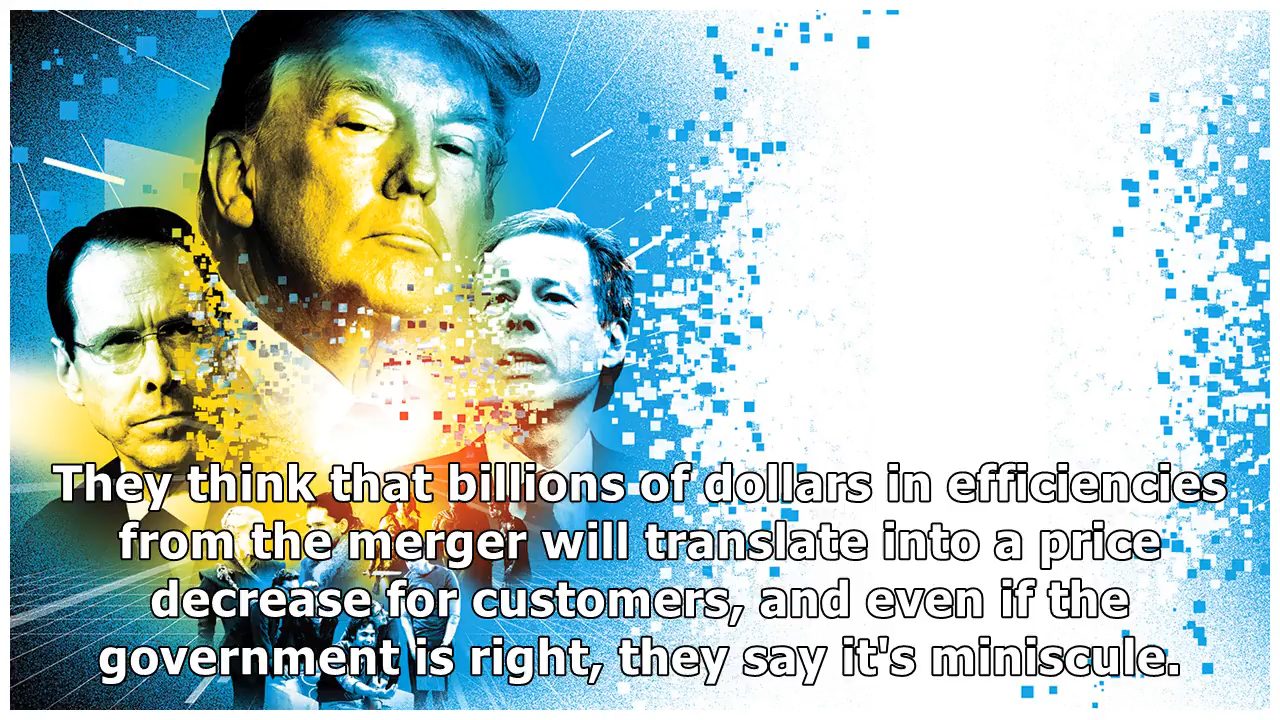 They think that billions of dollars in efficiencies
from the merger will translate into a price
decrease for customers, and even if the
government is right, they say it's miniscule.